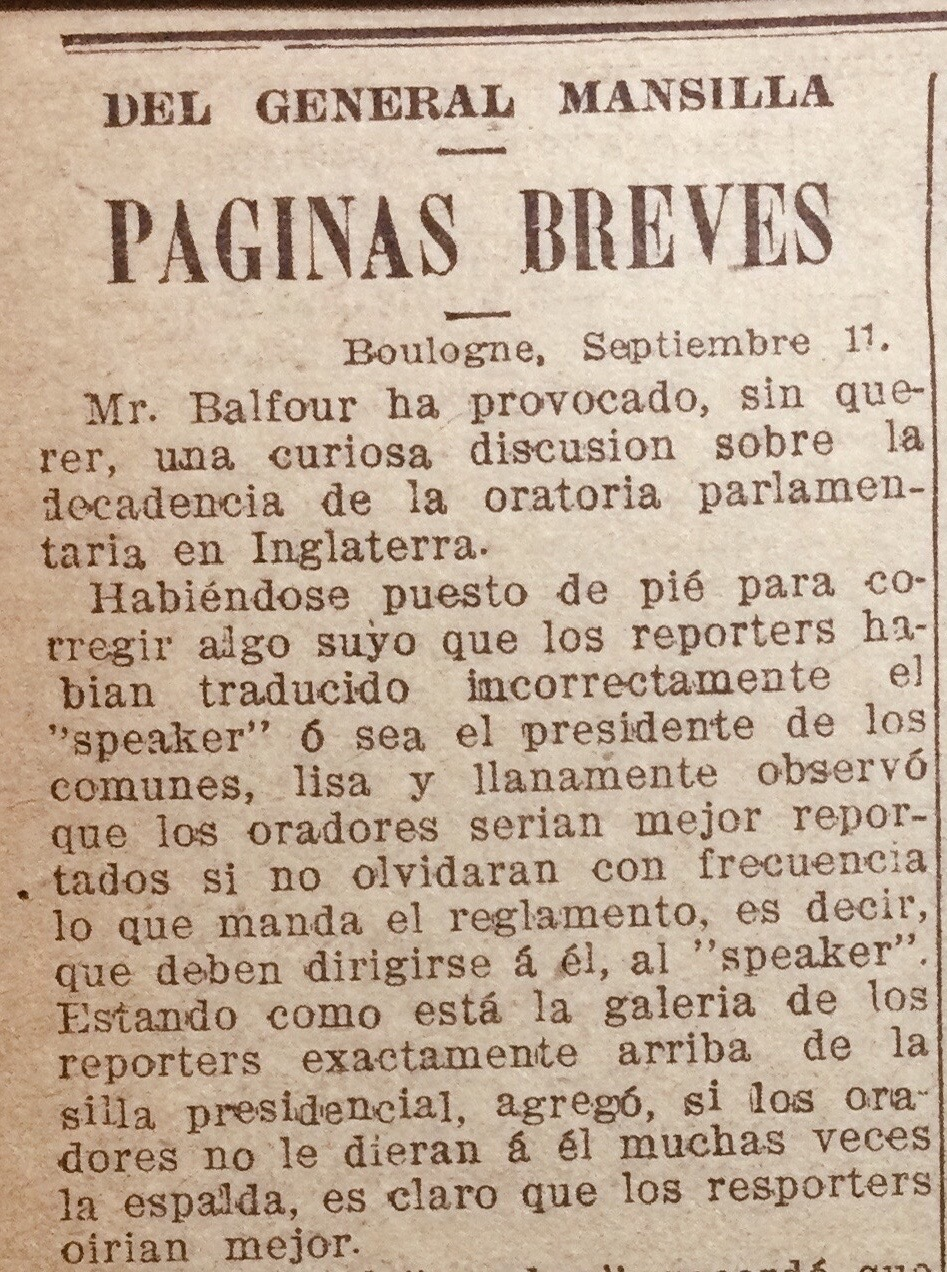 DEL GENERAL MANSILLA
PAGINAS BREVES
Boulogne, Septiembre 11.
Mr. Balfour ha provocado, sin que-
rer, una curiosa discusion sobre la
decadencia de la oratoria parlamen-
taria en Inglaterra.
Habiéndose puesto de pié para co-
rregir algo suyo que los reporters ha-
bian traducido incorrectamente el
"speaker" ó sea el presidente de los
comunes, lisa y llanamente observó
que los oradores serian mejor repor-
tados si no olvidaran con frecuencia
lo que manda el reglamento, es decir,
que deben dirigirse á él, al "speaker".
Estando como está la galeria de los
reporters exactamente arriba de la
silla presidencial, agregó, si los ora-
dores no le dieran á él muchas veces
la espalda, es claro que los resporters
oirian mejor.
que